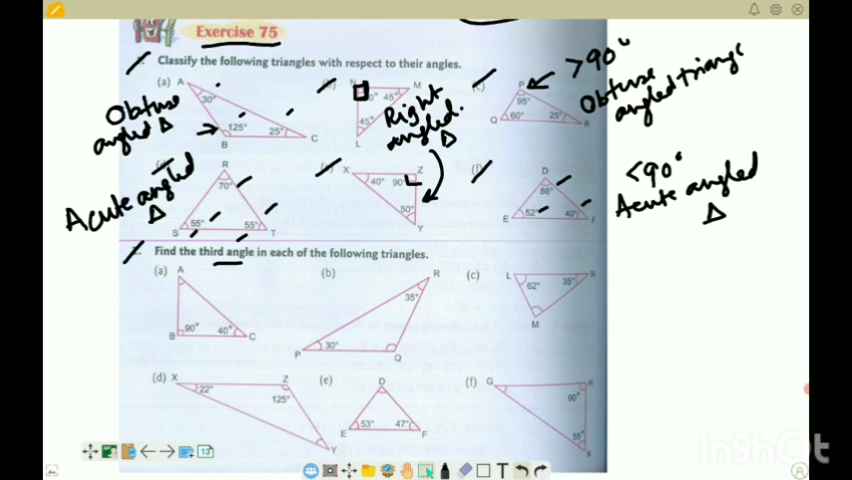 Exercise 75
Classify the following triangles with respect to their angles.
(a) A 30° 125° 25° B C
Obtuse
angled Δ
(b) N M 45° 45° L
Right
angled.
Δ
(c) P 95° Q 60° 25° R
> 90°
Obtuse
angled triangle
R 70° 55° 55° S T
Acute angled
Δ
X Z 40° 90° 50° Y
(f) D 88° E 52° 40° F
< 90°
Acute angled
Δ
Find the third angle in each of the following triangles.
(a) A 90° 40° B C
(b) R 35° P 30° Q
(c) L N 62° 35° M
(d) X 22° Z 125° Y
(e) D E 53° 47° F
(f) G H 90° 55° K
13
T
InShOt